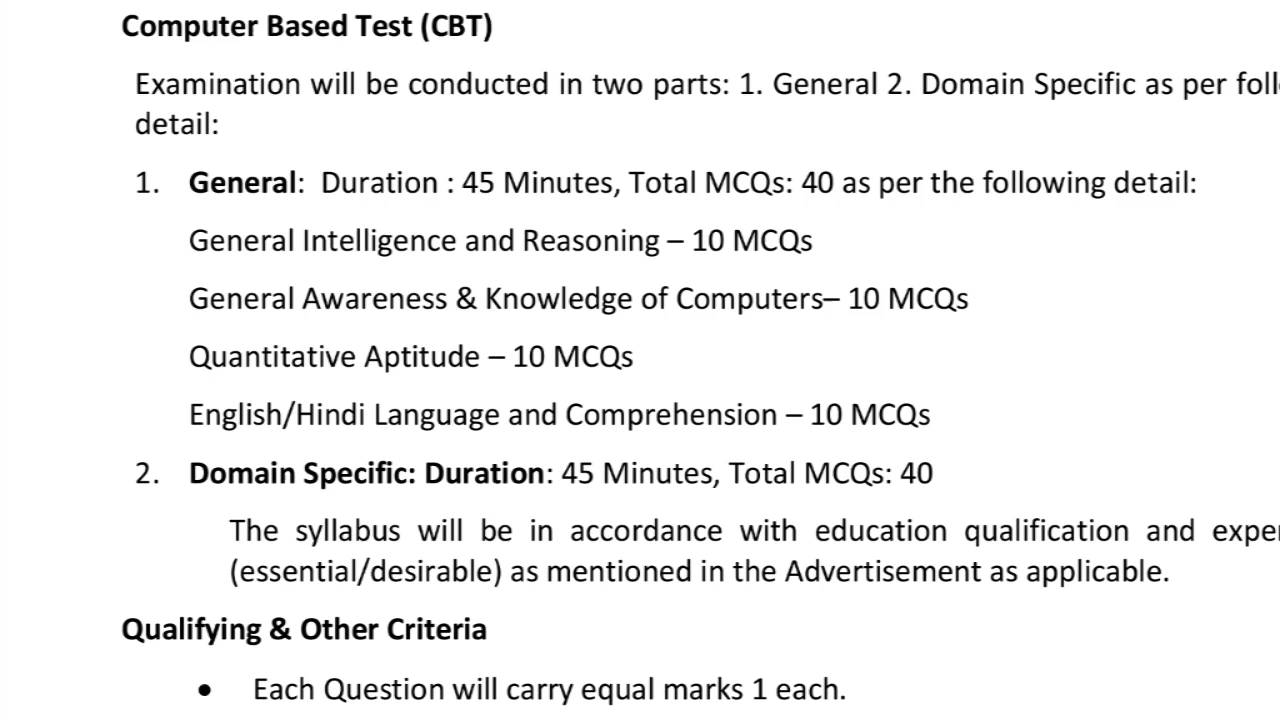 Computer Based Test (CBT)
Examination will be conducted in two parts: 1. General 2. Domain Specific as per
detail:
1. General: Duration : 45 Minutes, Total MCQs: 40 as per the following detail:
General Intelligence and Reasoning – 10 MCQs
General Awareness & Knowledge of Computers– 10 MCQs
Quantitative Aptitude – 10 MCQs
English/Hindi Language and Comprehension – 10 MCQs
2. Domain Specific: Duration: 45 Minutes, Total MCQs: 40
The syllabus will be in accordance with education qualification and
(essential/desirable) as mentioned in the Advertisement as applicable.
Qualifying & Other Criteria
• Each Question will carry equal marks 1 each.